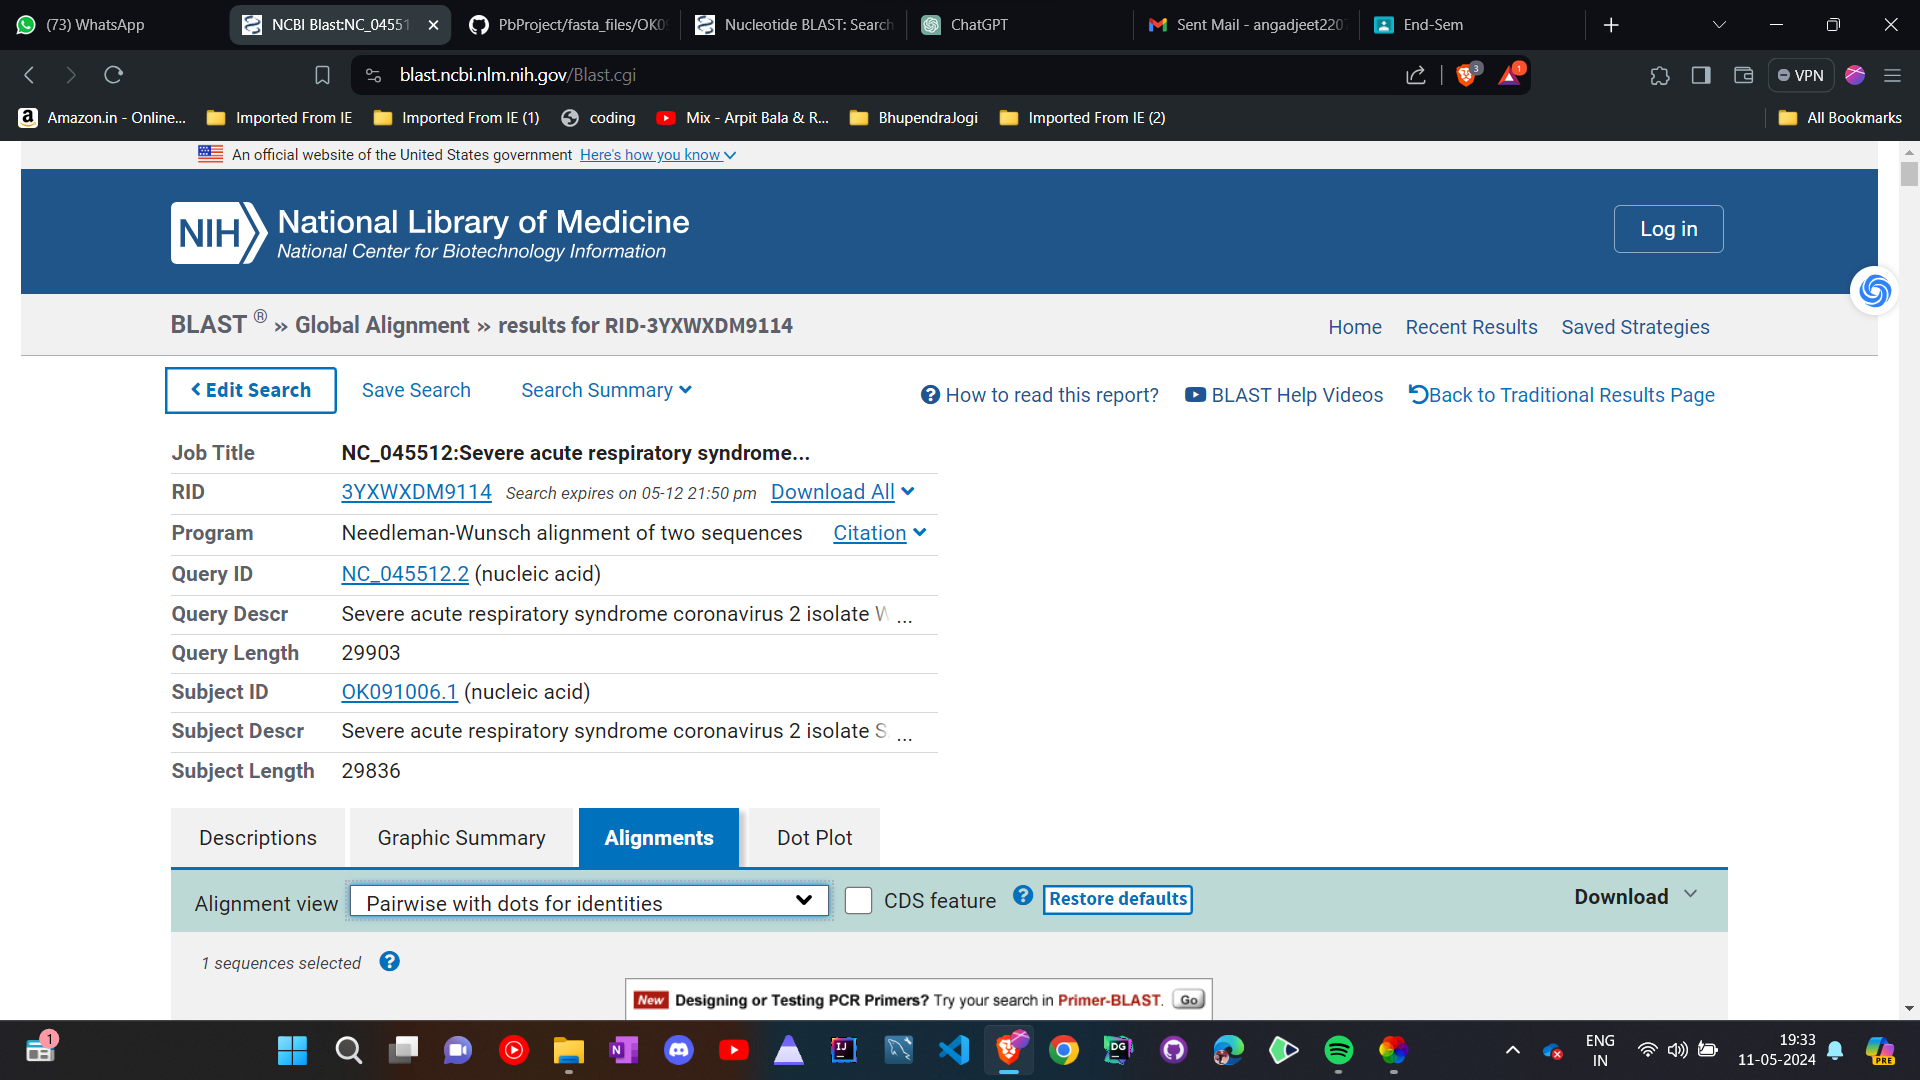 (73) WhatsApp
NCBI Blast:NC_04551
PbProject/fasta_files/OK09
Nucleotide BLAST: Search
ChatGPT
Sent Mail - angadjeet220
End-Sem
blast.ncbi.nlm.nih.gov/Blast.cgi
3
1
VPN
Amazon.in - Online...
Imported From IE
Imported From IE (1)
coding
Mix - Arpit Bala & R...
BhupendraJogi
Imported From IE (2)
All Bookmarks
An official website of the United States government Here's how you know
NIH National Library of Medicine
National Center for Biotechnology Information
Log in
BLAST ® » Global Alignment » results for RID-3YXWXDM9114
Home Recent Results Saved Strategies
Edit Search Save Search Search Summary
How to read this report? BLAST Help Videos Back to Traditional Results Page
Job Title NC_045512:Severe acute respiratory syndrome...
RID 3YXWXDM9114 Search expires on 05-12 21:50 pm Download All
Program Needleman-Wunsch alignment of two sequences Citation
Query ID NC_045512.2 (nucleic acid)
Query Descr Severe acute respiratory syndrome coronavirus 2 isolate W ...
Query Length 29903
Subject ID OK091006.1 (nucleic acid)
Subject Descr Severe acute respiratory syndrome coronavirus 2 isolate S ...
Subject Length 29836
Descriptions Graphic Summary Alignments Dot Plot
Alignment view Pairwise with dots for identities CDS feature ? Restore defaults Download
1 sequences selected ?
New Designing or Testing PCR Primers? Try your search in Primer-BLAST. Go
1
N
IJ
DG
ENG
IN
19:33
11-05-2024
PRE